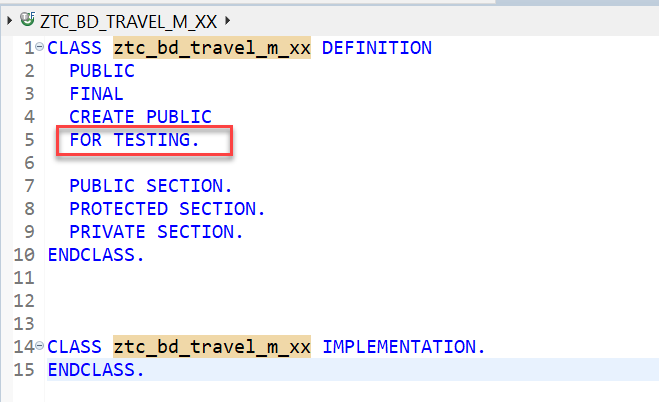 ZTC_BD_TRAVEL_M_XX
1 CLASS ztc_bd_travel_m_xx DEFINITION
2 PUBLIC
3 FINAL
4 CREATE PUBLIC
5 FOR TESTING.
6
7 PUBLIC SECTION.
8 PROTECTED SECTION.
9 PRIVATE SECTION.
10 ENDCLASS.
11
12
13
14 CLASS ztc_bd_travel_m_xx IMPLEMENTATION.
15 ENDCLASS.